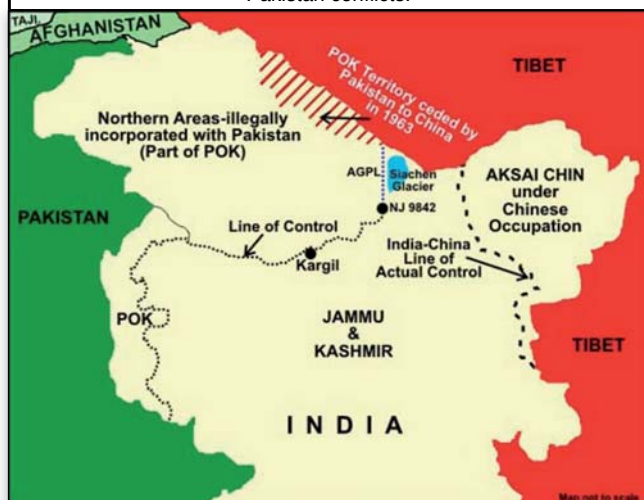 Pakistan conflicts.
TAJI.
AFGHANISTAN
TIBET
POK Territory ceded by
Pakistan to China
in 1963
Northern Areas-illegally
incorporated with Pakistan
(Part of POK)
AGPL
Siachen
Glacier
NJ 9842
AKSAI CHIN
under
Chinese
Occupation
PAKISTAN
Line of Control
Kargil
India-China
Line of
Actual Control
POK
JAMMU
&
KASHMIR
TIBET
INDIA
Map not to scale